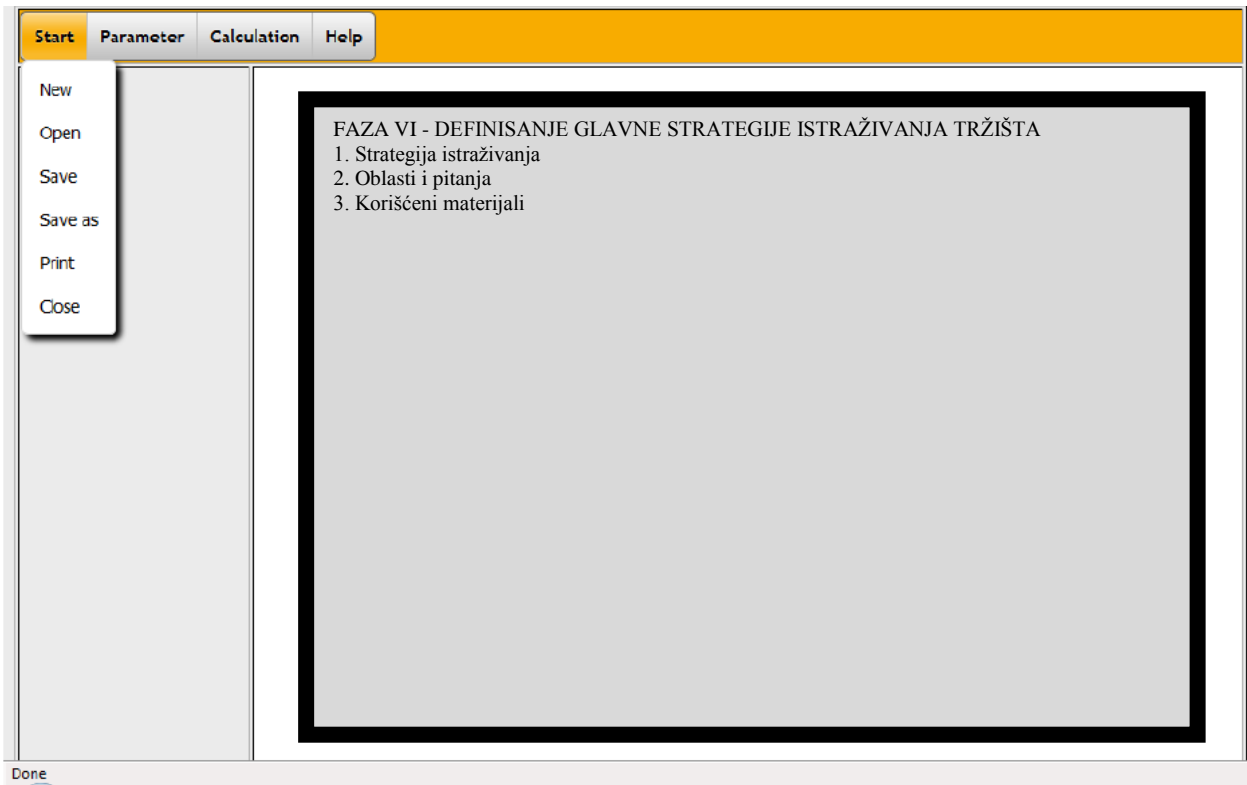 Start Parameter Calculation Help
New
Open
Save
Save as
Print
Close
FAZA VI - DEFINISANJE GLAVNE STRATEGIJE ISTRAŽIVANJA TRŽIŠTA
1. Strategija istraživanja
2. Oblasti i pitanja
3. Korišćeni materijali
Done